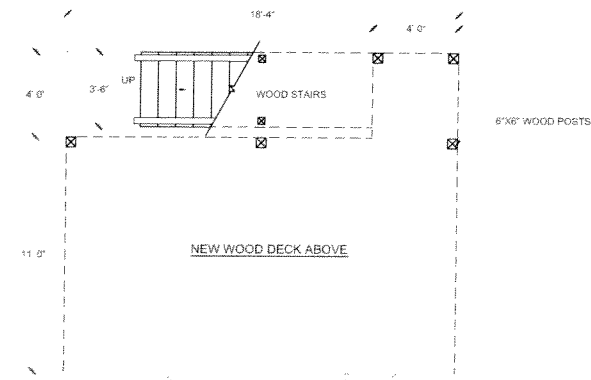 18'-4"
4' 0"
UP
4' 0"
3'-6"
WOOD STAIRS
6"X6" WOOD POSTS
NEW WOOD DECK ABOVE
11' 0"